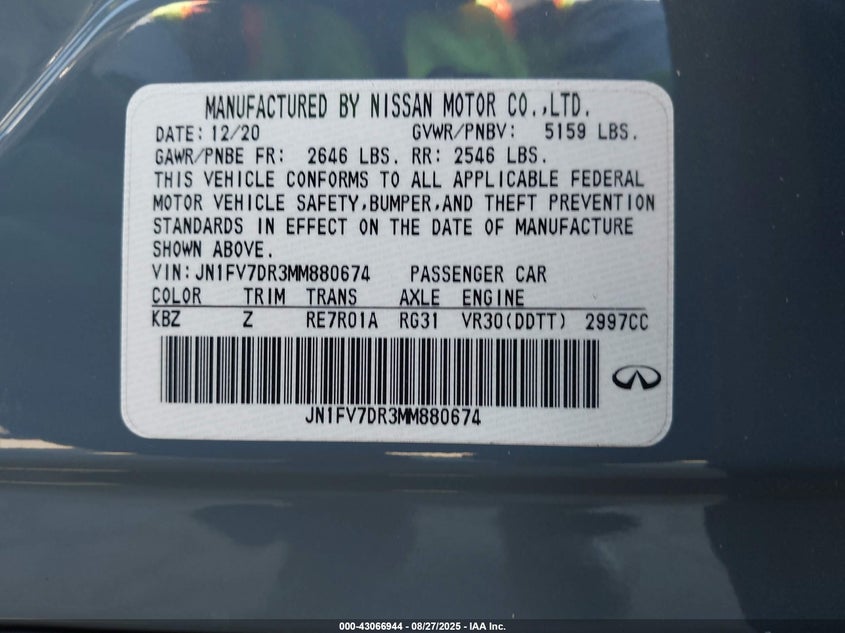 MANUFACTURED BY NISSAN MOTOR CO.,LTD.
DATE:12/20 GVWR/PNBV: 5159 LBS.
GAWR/PNBE FR: 2646 LBS. RR: 2546 LBS.
THIS VEHICLE CONFORMS TO ALL APPLICABLE FEDERAL
MOTOR VEHICLE SAFETY,BUMPER,AND THEFT PREVENTION
STANDARDS IN EFFECT ON THE DATE OF MANUFACTURE
SHOWN ABOVE.
VIN:JN1FV7DR3MM880674 PASSENGER CAR
COLOR TRIM TRANS AXLE ENGINE
KBZ Z RE7R01A RG31 VR30(DDTT) 2997CC
JN1FV7DR3MM880674
000-43066944 - 08/27/2025 - IAA Inc.